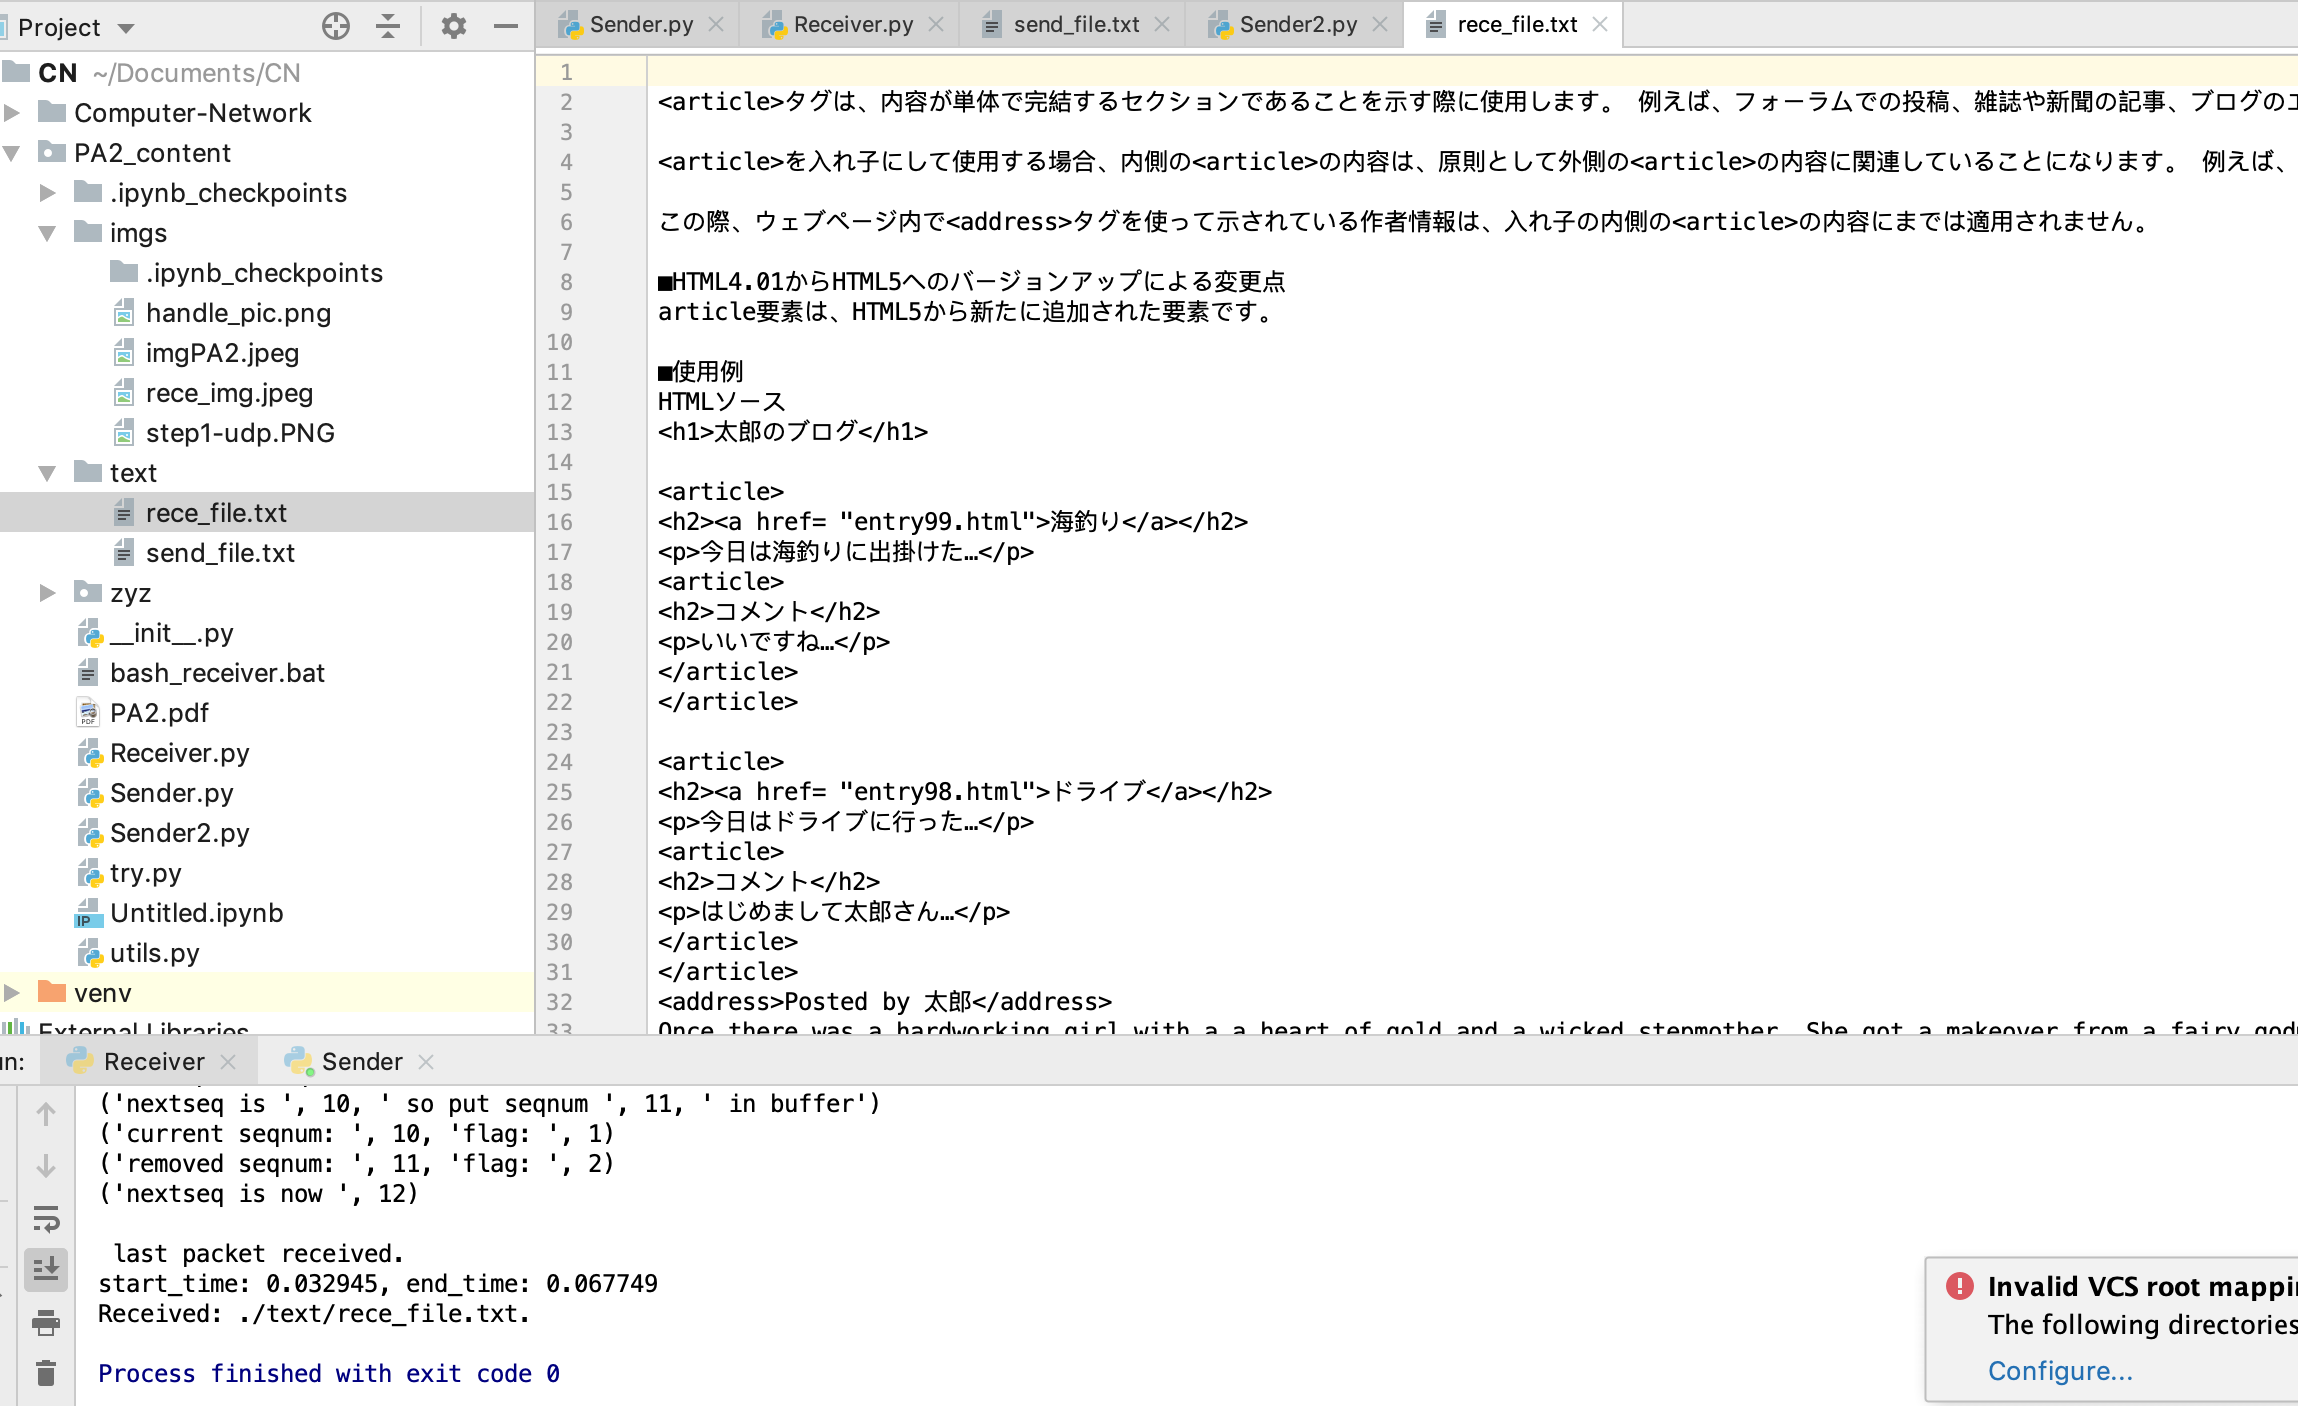 Project
Sender.py
Receiver.py
send_file.txt
Sender2.py
rece_file.txt
CN ~/Documents/CN
Computer-Network
PA2_content
.ipynb_checkpoints
imgs
.ipynb_checkpoints
handle_pic.png
imgPA2.jpeg
rece_img.jpeg
step1-udp.PNG
text
rece_file.txt
send_file.txt
zyz
__init__.py
bash_receiver.bat
PA2.pdf
Receiver.py
Sender.py
Sender2.py
try.py
Untitled.ipynb
utils.py
venv
External Libraries
1
2 <article>タグは、内容が単体で完結するセクションであることを示す際に使用します。 例えば、フォーラムでの投稿、雑誌や新聞の記事、ブログの
3
4 <article>を入れ子にして使用する場合、内側の<article>の内容は、原則として外側の<article>の内容に関連していることになります。 例えば、
5
6 この際、ウェブページ内で<address>タグを使って示されている作者情報は、入れ子の内側の<article>の内容にまでは適用されません。
7
8 ■HTML4.01からHTML5へのバージョンアップによる変更点
9 article要素は、HTML5から新たに追加された要素です。
10
11 ■使用例
12 HTMLソース
13 <h1>太郎のブログ</h1>
14
15 <article>
16 <h2><a href= "entry99.html">海釣り</a></h2>
17 <p>今日は海釣りに出掛けた…</p>
18 <article>
19 <h2>コメント</h2>
20 <p>いいですね…</p>
21 </article>
22 </article>
23
24 <article>
25 <h2><a href= "entry98.html">ドライブ</a></h2>
26 <p>今日はドライブに行った…</p>
27 <article>
28 <h2>コメント</h2>
29 <p>はじめまして太郎さん…</p>
30 </article>
31 </article>
32 <address>Posted by 太郎</address>
33 Once there was a hardworking girl with a a heart of gold and a wicked stepmother. She got a makeover from a fairy
un:
Receiver
Sender
('nextseq is ', 10, ' so put seqnum ', 11, ' in buffer')
('current seqnum: ', 10, 'flag: ', 1)
('removed seqnum: ', 11, 'flag: ', 2)
('nextseq is now ', 12)
last packet received.
start_time: 0.032945, end_time: 0.067749
Received: ./text/rece_file.txt.
Process finished with exit code 0
Invalid VCS root mappi
The following directories
Configure...